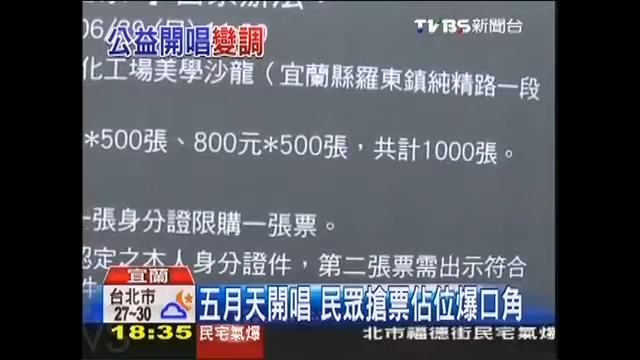 TVBS新聞台
公益開唱變調
化工場美學沙龍（宜蘭縣羅東鎮純精路一段
*500張、800元*500張，共計1000張。
一張身分證限購一張票。
認定之本人身分證件，第二張票需出示符合
件
宜蘭
台北市
27~30
五月天開唱 民眾搶票佔位爆口角
18:35
民宅氣爆
北市福德街民宅氣爆